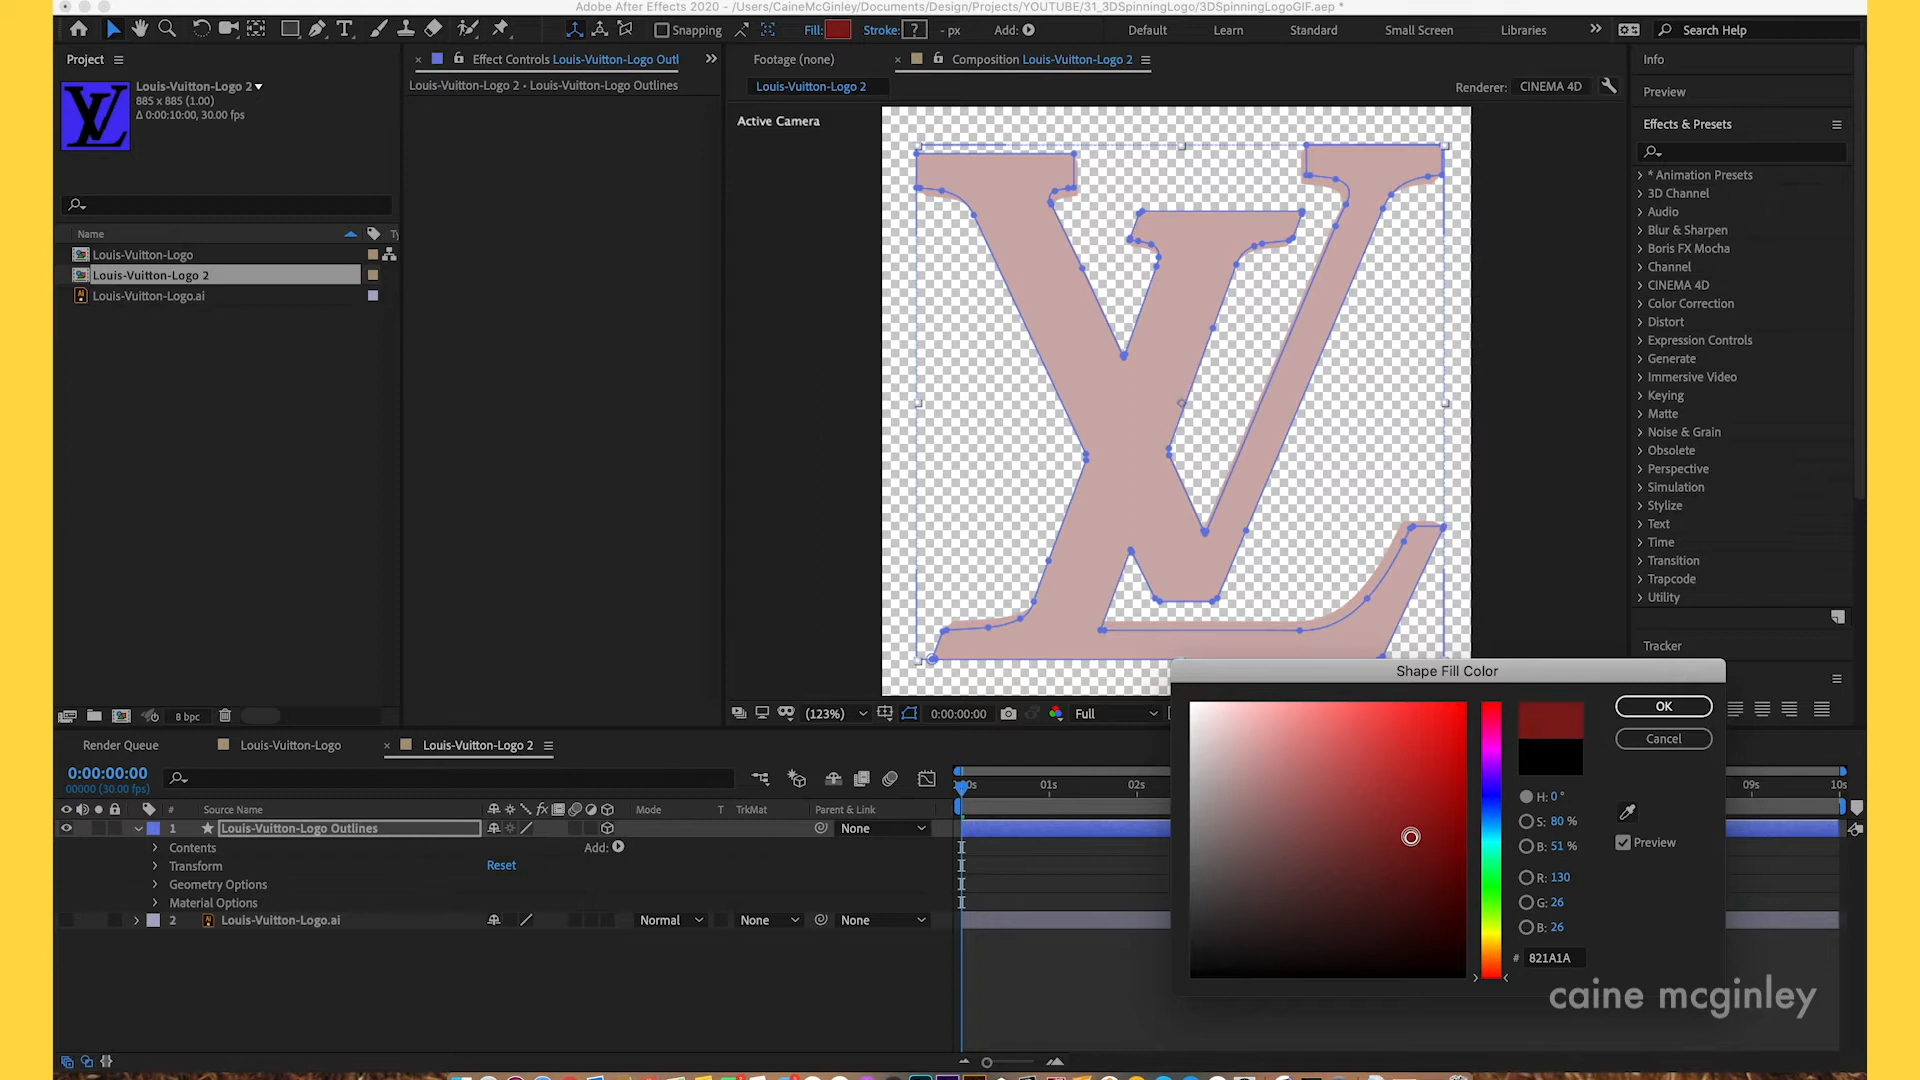 Adobe After Effects 2020 - /Users/CaineMcGinley/Documents/Design/Projects/YOUTUBE/31_3DSpinningLogo/3DSpinningLogoGIF.aep *
Snapping
Fill:
Stroke:
?
- px
Add:
Default
Learn
Standard
Small Screen
Libraries
Search Help
Project
Effect Controls Louis-Vuitton-Logo Outl
Footage (none)
Composition Louis-Vuitton-Logo 2
Info
Louis-Vuitton-Logo 2
885 x 885 (1.00)
Δ 0:00:10:00, 30.00 fps
Louis-Vuitton-Logo 2 • Louis-Vuitton-Logo Outlines
Louis-Vuitton-Logo 2
Renderer:
CINEMA 4D
Preview
Active Camera
Effects & Presets
Name
Ty
Louis-Vuitton-Logo
Louis-Vuitton-Logo 2
Louis-Vuitton-Logo.ai
* Animation Presets
3D Channel
Audio
Blur & Sharpen
Boris FX Mocha
Channel
CINEMA 4D
Color Correction
Distort
Expression Controls
Generate
Immersive Video
Keying
Matte
Noise & Grain
Obsolete
Perspective
Simulation
Stylize
Text
Time
Transition
Trapcode
Utility
Tracker
8 bpc
(123%)
0:00:00:00
Full
Shape Fill Color
OK
Cancel
H: 0 °
S: 80 %
B: 51 %
Preview
R: 130
G: 26
B: 26
# 821A1A
Render Queue
Louis-Vuitton-Logo
Louis-Vuitton-Logo 2
0:00:00:00
00000 (30.00 fps)
01s
02s
09s
10s
#
Source Name
Mode
T
TrkMat
Parent & Link
1
Louis-Vuitton-Logo Outlines
None
Contents
Add:
Transform
Reset
Geometry Options
Material Options
2
Louis-Vuitton-Logo.ai
Normal
None
None
caine mcginley